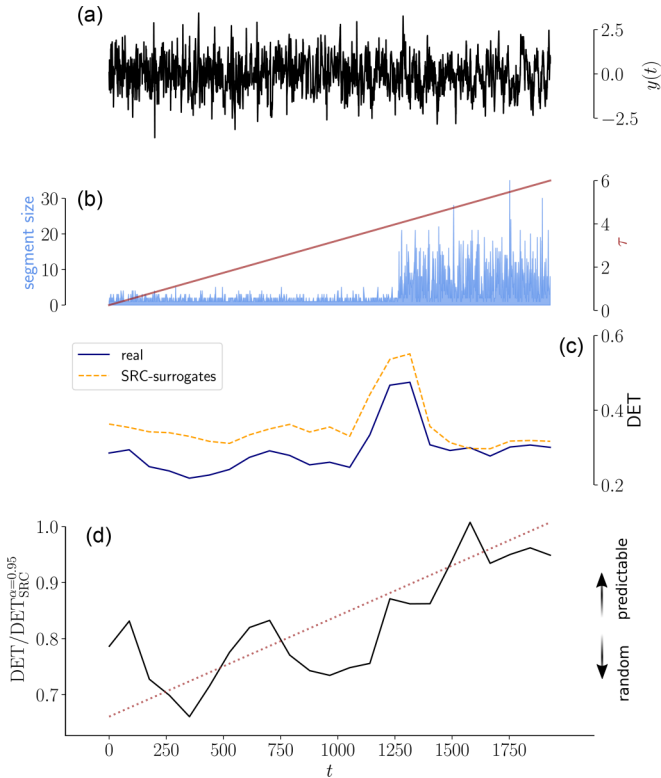 (a)
2.5
0.0
−2.5
y(t)
(b)
30
20
10
0
segment size
6
4
2
0
τ
(c)
real
SRC-surrogates
0.6
0.4
0.2
DET
(d)
1.0
0.9
0.8
0.7
DET/DET_SRC^α=0.95
predictable
random
0 250 500 750 1000 1250 1500 1750
t